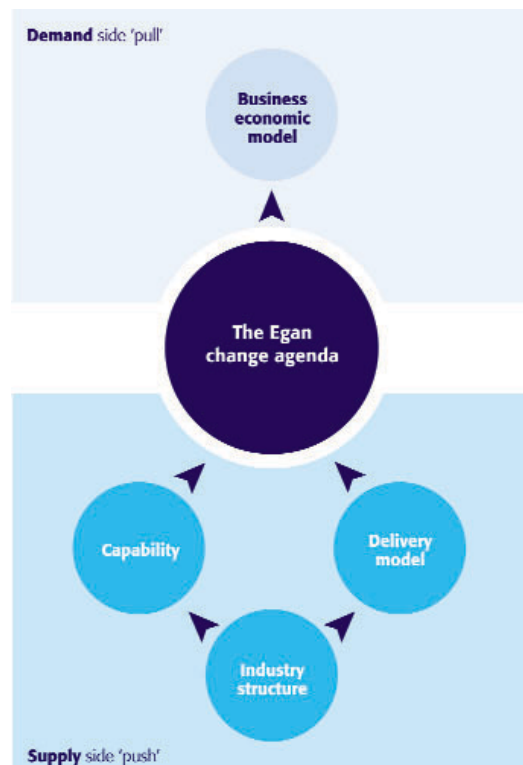 Demand side 'pull'
Business
economic
model
The Egan
change agenda
Capability
Delivery
model
Industry
structure
Supply side 'push'